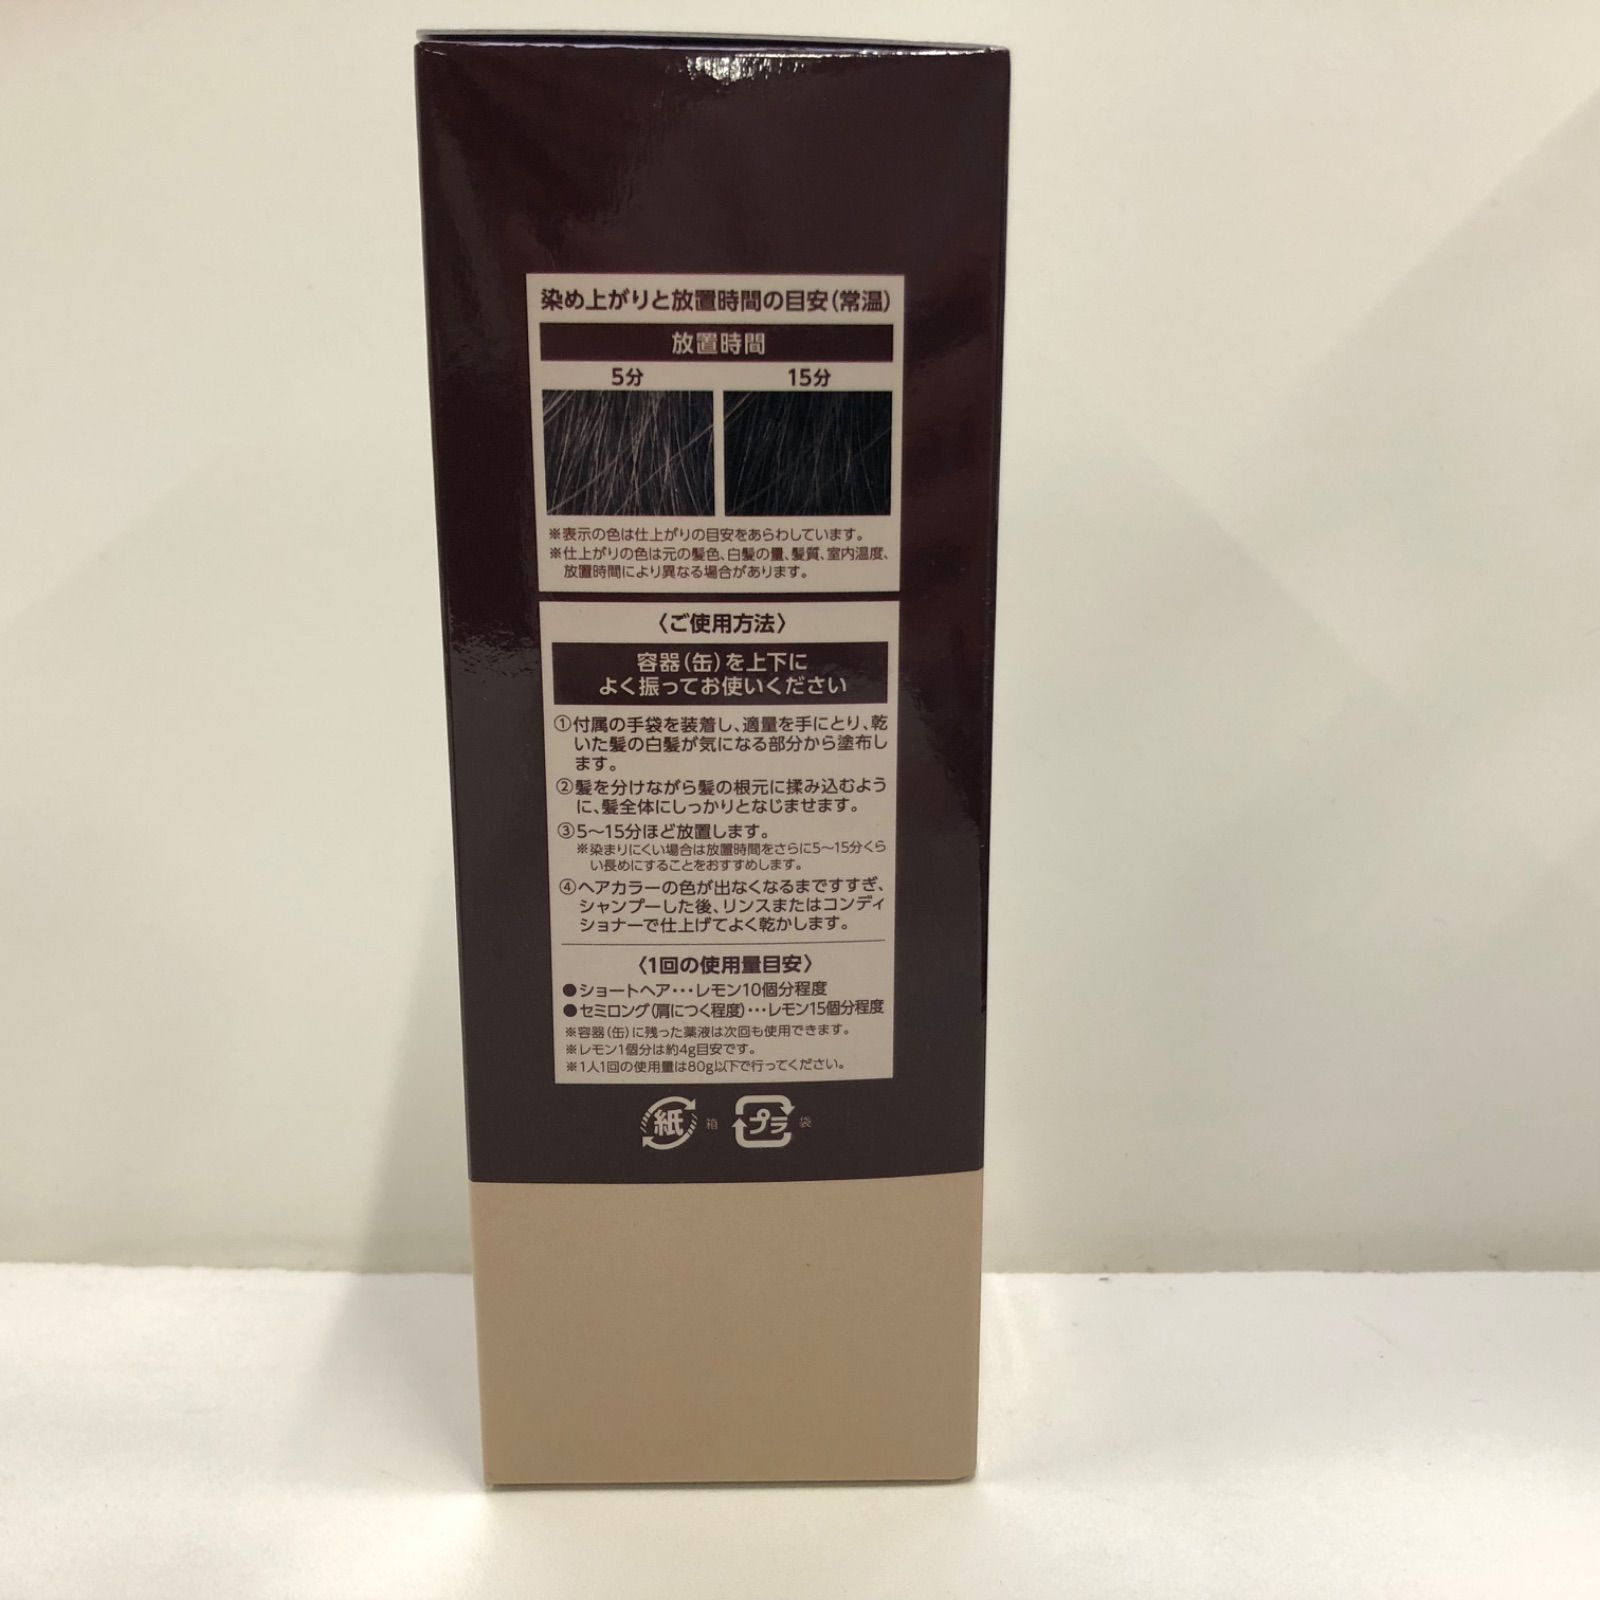 染め上がりと放置時間の目安(常温)
放置時間
5分 15分
※表示の色は仕上がりの目安をあらわしています。
※仕上がりの色は元の髪色、白髪の量、髪質、室内温度、
放置時間により異なる場合があります。
〈ご使用方法〉
容器(缶)を上下に
よく振ってお使いください
①付属の手袋を装着し、適量を手にとり、乾
いた髪の白髪が気になる部分から塗布し
ます。
②髪を分けながら髪の根元に揉み込むよう
に、髪全体にしっかりとなじませます。
③5～15分ほど放置します。
※染まりにくい場合は放置時間をさらに5～15分くら
い長めにすることをおすすめします。
④ヘアカラーの色が出なくなるまですすぎ、
シャンプーした後、リンスまたはコンディ
ショナーで仕上げてよく乾かします。
〈1回の使用量目安〉
●ショートヘア・・・レモン10個分程度
●セミロング(肩につく程度)・・・レモン15個分程度
※容器(缶)に残った薬液は次回も使用できます。
※レモン1個分は約4g目安です。
※1人1回の使用量は80g以下で行ってください。
紙 箱 プラ 袋